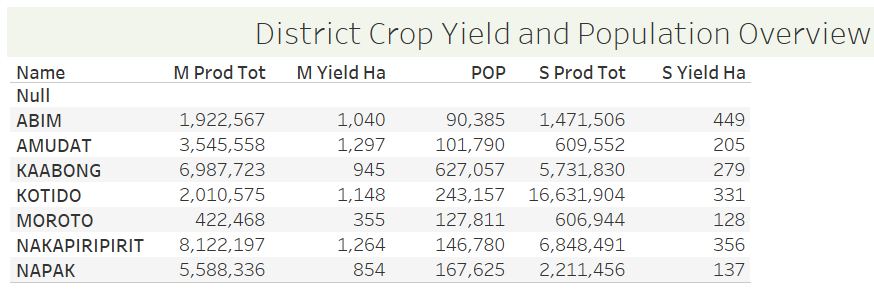 District Crop Yield and Population Overview
Name M Prod Tot M Yield Ha POP S Prod Tot S Yield Ha
Null
ABIM 1,922,567 1,040 90,385 1,471,506 449
AMUDAT 3,545,558 1,297 101,790 609,552 205
KAABONG 6,987,723 945 627,057 5,731,830 279
KOTIDO 2,010,575 1,148 243,157 16,631,904 331
MOROTO 422,468 355 127,811 606,944 128
NAKAPIRIPIRIT 8,122,197 1,264 146,780 6,848,491 356
NAPAK 5,588,336 854 167,625 2,211,456 137